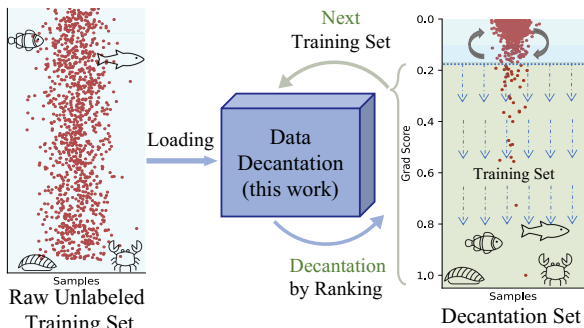 Samples
Raw Unlabeled
Training Set
Loading
Next
Training Set
Data
Decantation
(this work)
Decantation
by Ranking
Grad Score
0.0
0.2
0.4
0.6
0.8
1.0
Training Set
Samples
Decantation Set